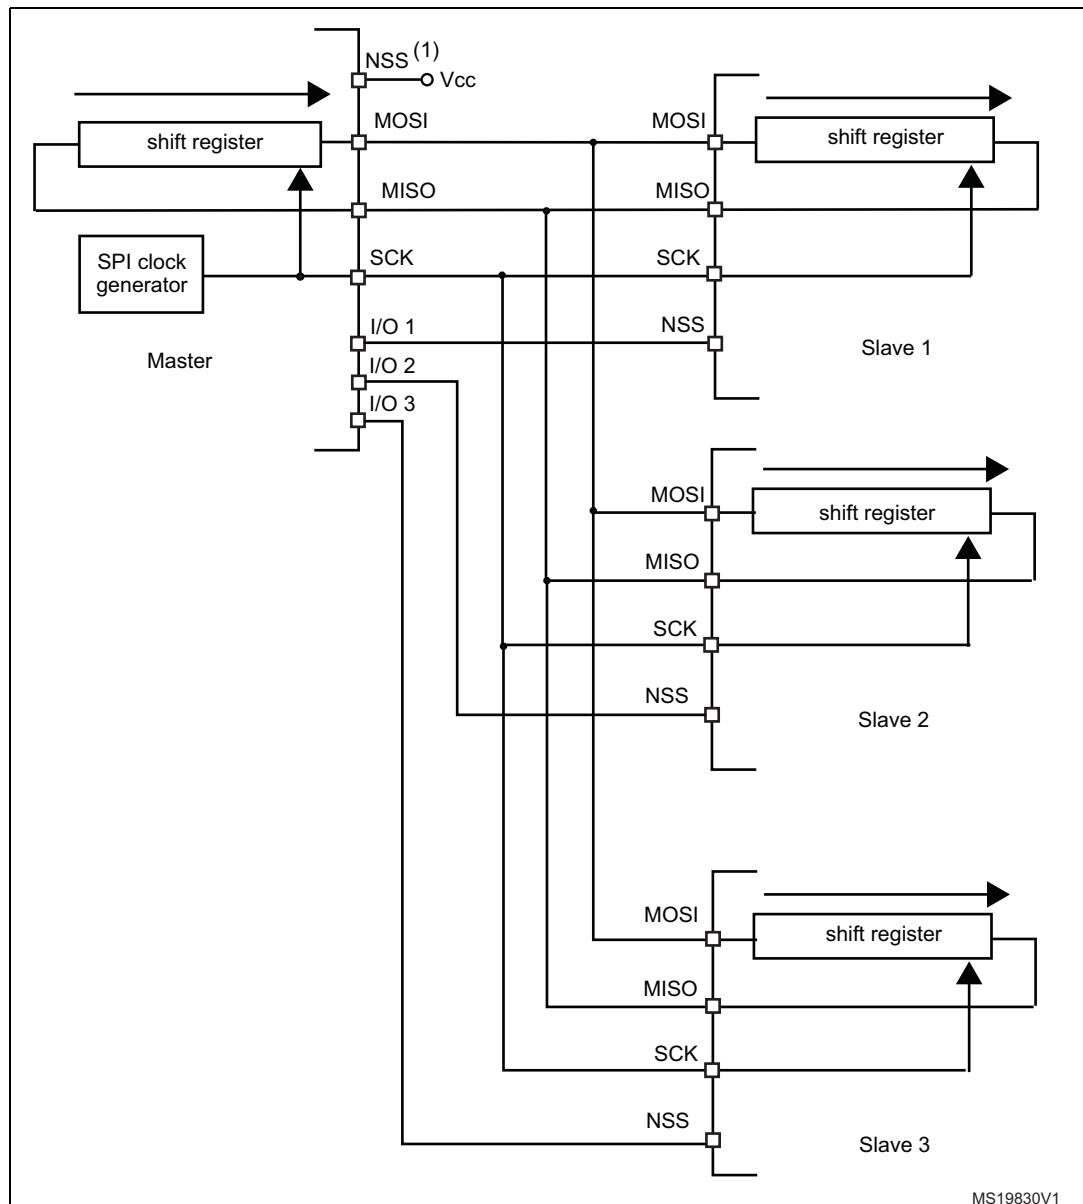 NSS (1)
Vcc
shift register
MOSI
MISO
SPI clock
generator
SCK
I/O 1
I/O 2
I/O 3
Master
MOSI
shift register
MISO
SCK
NSS
Slave 1
MOSI
shift register
MISO
SCK
NSS
Slave 2
MOSI
shift register
MISO
SCK
NSS
Slave 3
MS19830V1